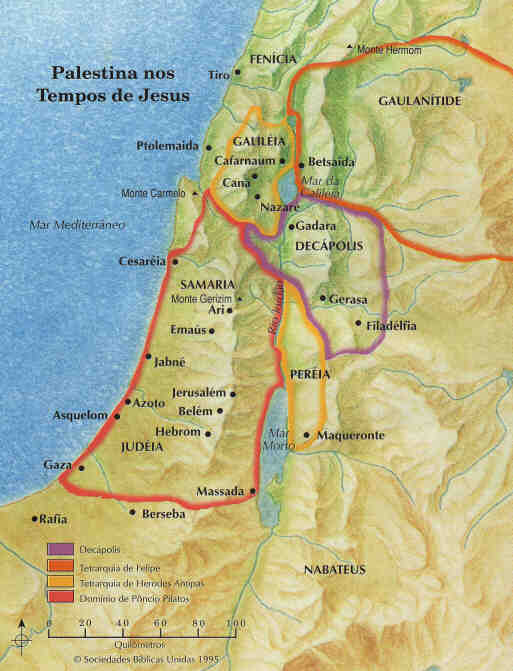 Palestina nos
Tempos de Jesus
FENÍCIA
Monte Hermom
Tiro
GAULANÍTIDE
Ptolemaida
GALILÉIA
Cafarnaum
Betsaida
Caná
Mar da
Galiléia
Monte Carmelo
Nazaré
Mar Mediterrâneo
Gadara
DECÁPOLIS
Cesaréia
SAMARIA
Monte Gerizim
Ari
Gerasa
Rio Jordão
Emaús
Filadélfia
Jabné
PERÉIA
Jerusalém
Azoto
Belém
Asquelom
Hebrom
Mar
Morto
Maqueronte
JUDÉIA
Gaza
Massada
Rafia
Berseba
Decápolis
Tetrarquia de Felipe
Tetrarquia de Herodes Antipas
Domínio de Pôncio Pilatos
NABATEUS
0 20 40 60 80 100
Quilômetros
© Sociedades Bíblicas Unidas 1995